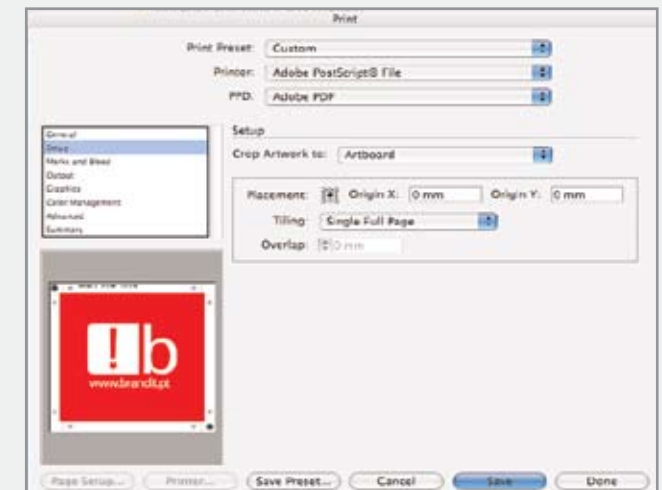 Print
Print Preset: Custom
Printer: Adobe PostScript® File
PPD: Adobe PDF
General
Setup
Marks and Bleed
Output
Graphics
Color Management
Advanced
Summary
Setup
Crop Artwork to: Artboard
Placement: Origin X: 0 mm Origin Y: 0 mm
Tiling: Single Full Page
Overlap: 0 mm
!b
www.brandit.pt
Page Setup... Printer... Save Preset... Cancel Save Done